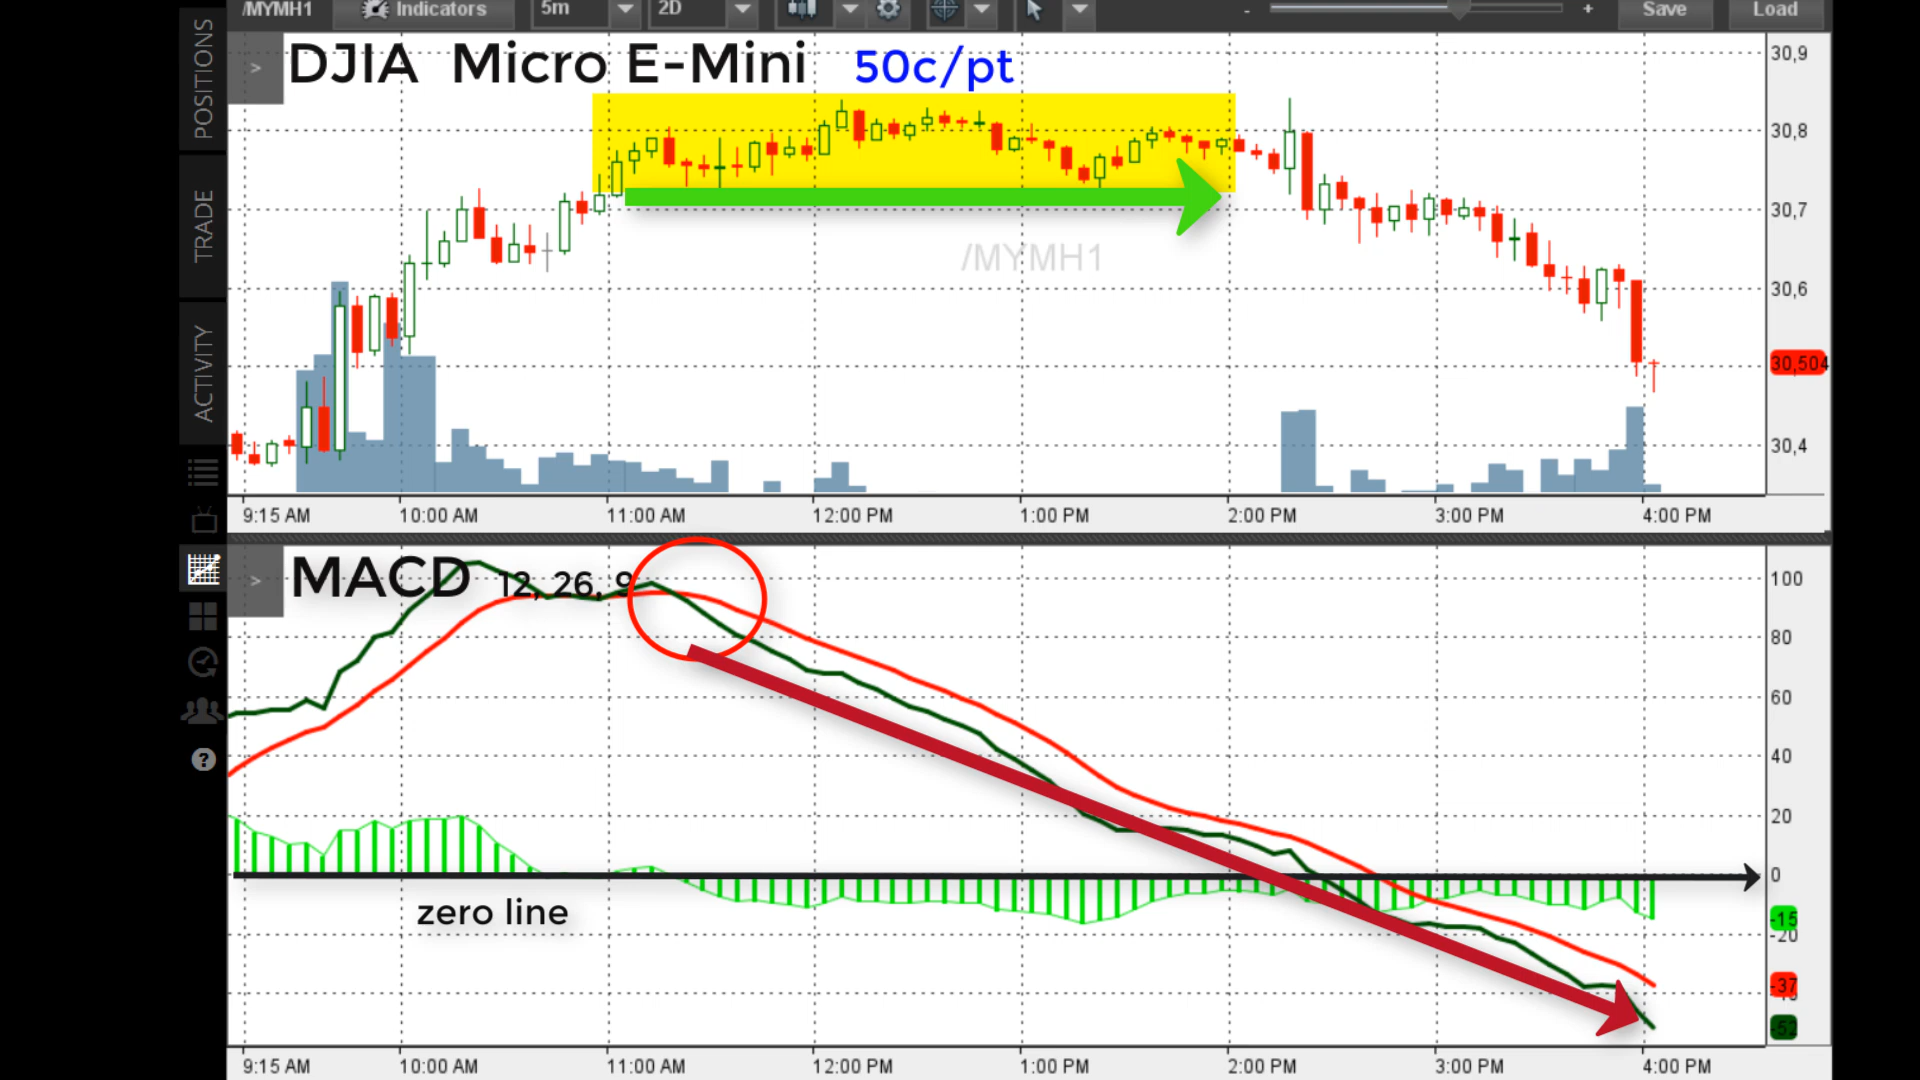 /MYMH1 Indicators 5m 2D - + Save Load
POSITIONS
TRADE
ACTIVITY
> DJIA Micro E-Mini 50c/pt
30,9
30,8
30,7
/MYMH1
30,6
30,504
30,4
9:15 AM 10:00 AM 11:00 AM 12:00 PM 1:00 PM 2:00 PM 3:00 PM 4:00 PM
> MACD 12, 26, 9
100
80
60
40
20
0
zero line
-15
-20
-37
-52
9:15 AM 10:00 AM 11:00 AM 12:00 PM 1:00 PM 2:00 PM 3:00 PM 4:00 PM
?